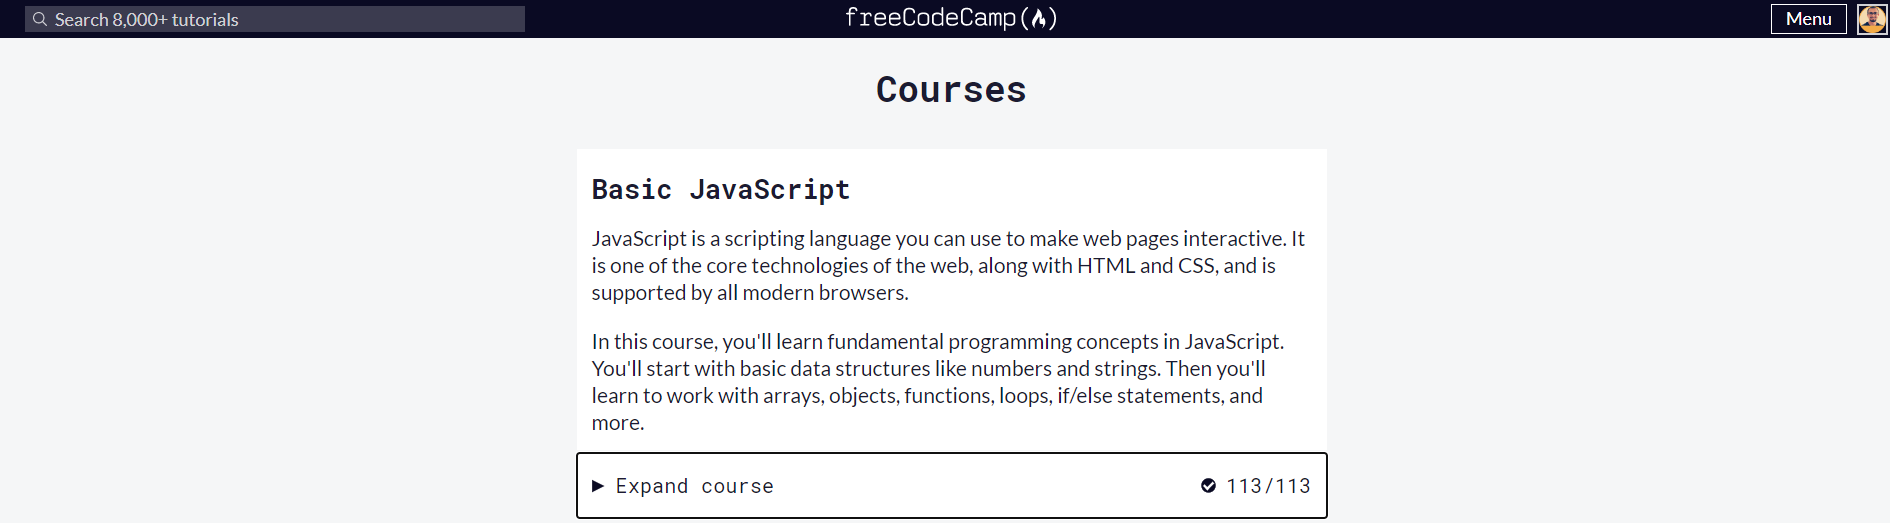 Search 8,000+ tutorials
freeCodeCamp
Menu
Courses
Basic JavaScript
JavaScript is a scripting language you can use to make web pages interactive. It
is one of the core technologies of the web, along with HTML and CSS, and is
supported by all modern browsers.
In this course, you'll learn fundamental programming concepts in JavaScript.
You'll start with basic data structures like numbers and strings. Then you'll
learn to work with arrays, objects, functions, loops, if/else statements, and
more.
Expand course 113/113